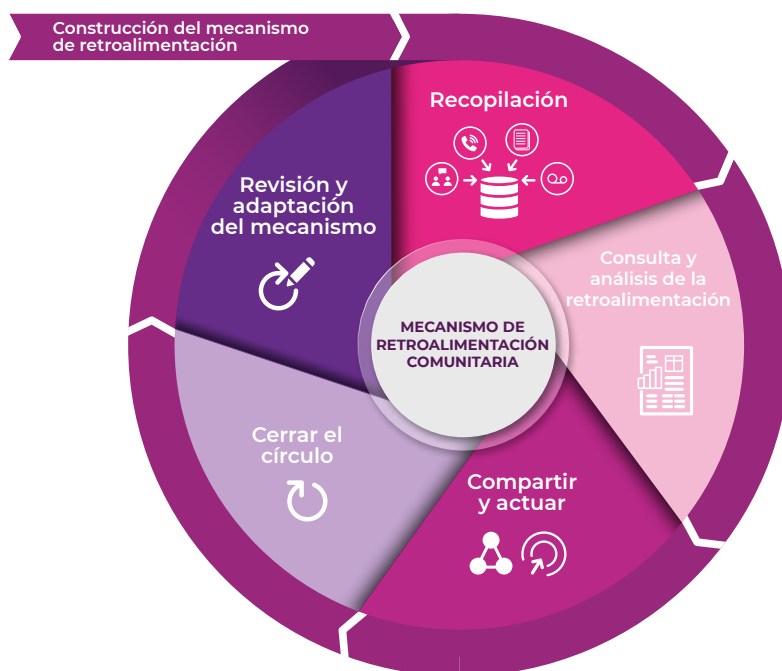 Construcción del mecanismo
de retroalimentación
Recopilación
Consulta y
análisis de la
retroalimentación
Compartir
y actuar
Cerrar el
círculo
Revisión y
adaptación
del mecanismo
MECANISMO DE
RETROALIMENTACIÓN
COMUNITARIA